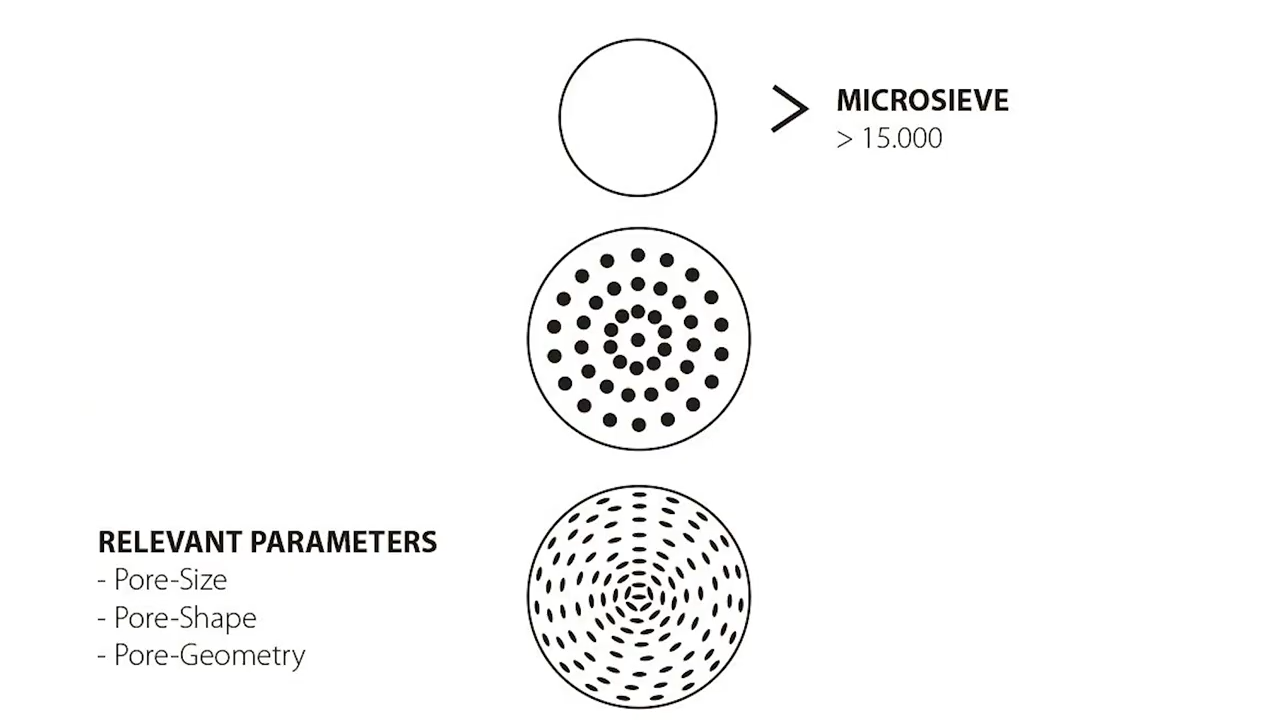 MICROSIEVE
> 15.000
RELEVANT PARAMETERS
- Pore-Size
- Pore-Shape
- Pore-Geometry